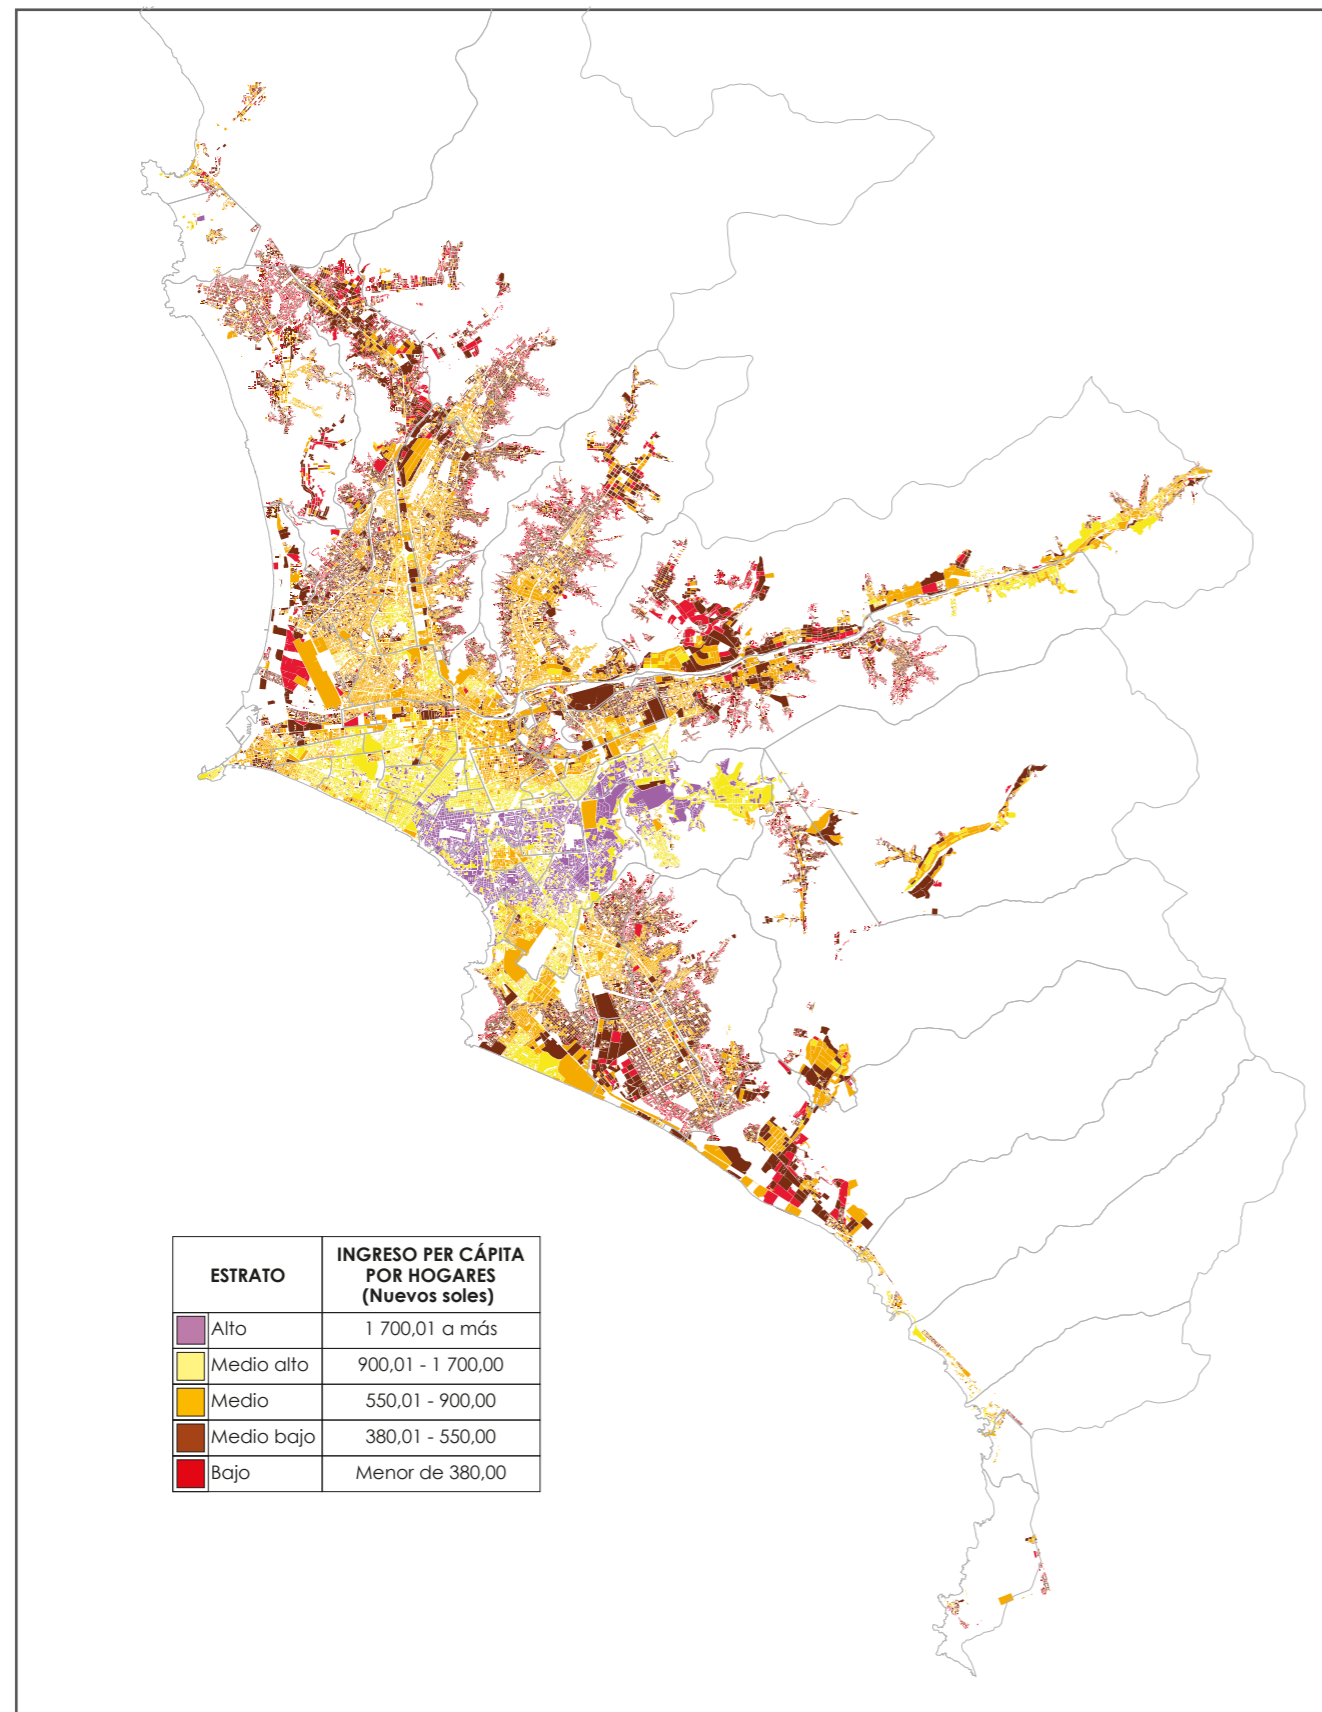 ESTRATO
INGRESO PER CÁPITA
POR HOGARES
(Nuevos soles)
Alto 1 700,01 a más
Medio alto 900,01 - 1 700,00
Medio 550,01 - 900,00
Medio bajo 380,01 - 550,00
Bajo Menor de 380,00